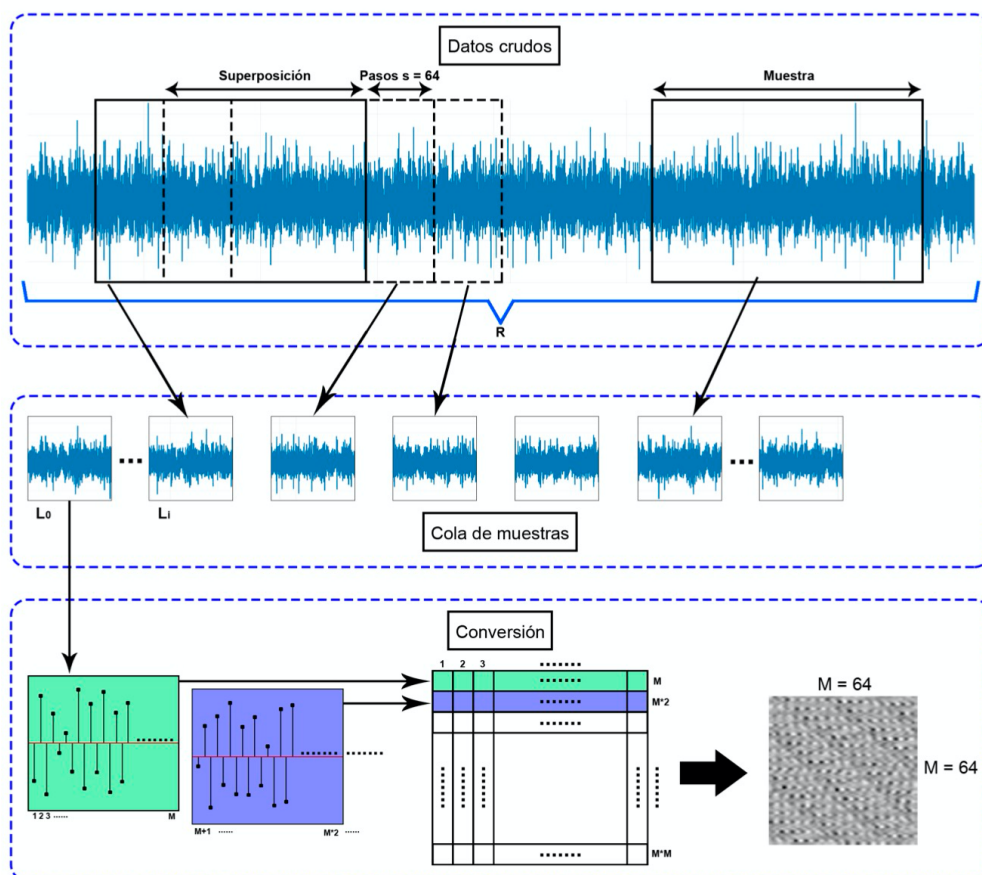 Datos crudos
Superposición
Pasos s = 64
Muestra
R
L₀
Lᵢ
Cola de muestras
Conversión
1 2 3 ......
M
M+1 ......
M*2 ......
1 2 3 .......
M
M*2
M*M
M = 64
M = 64